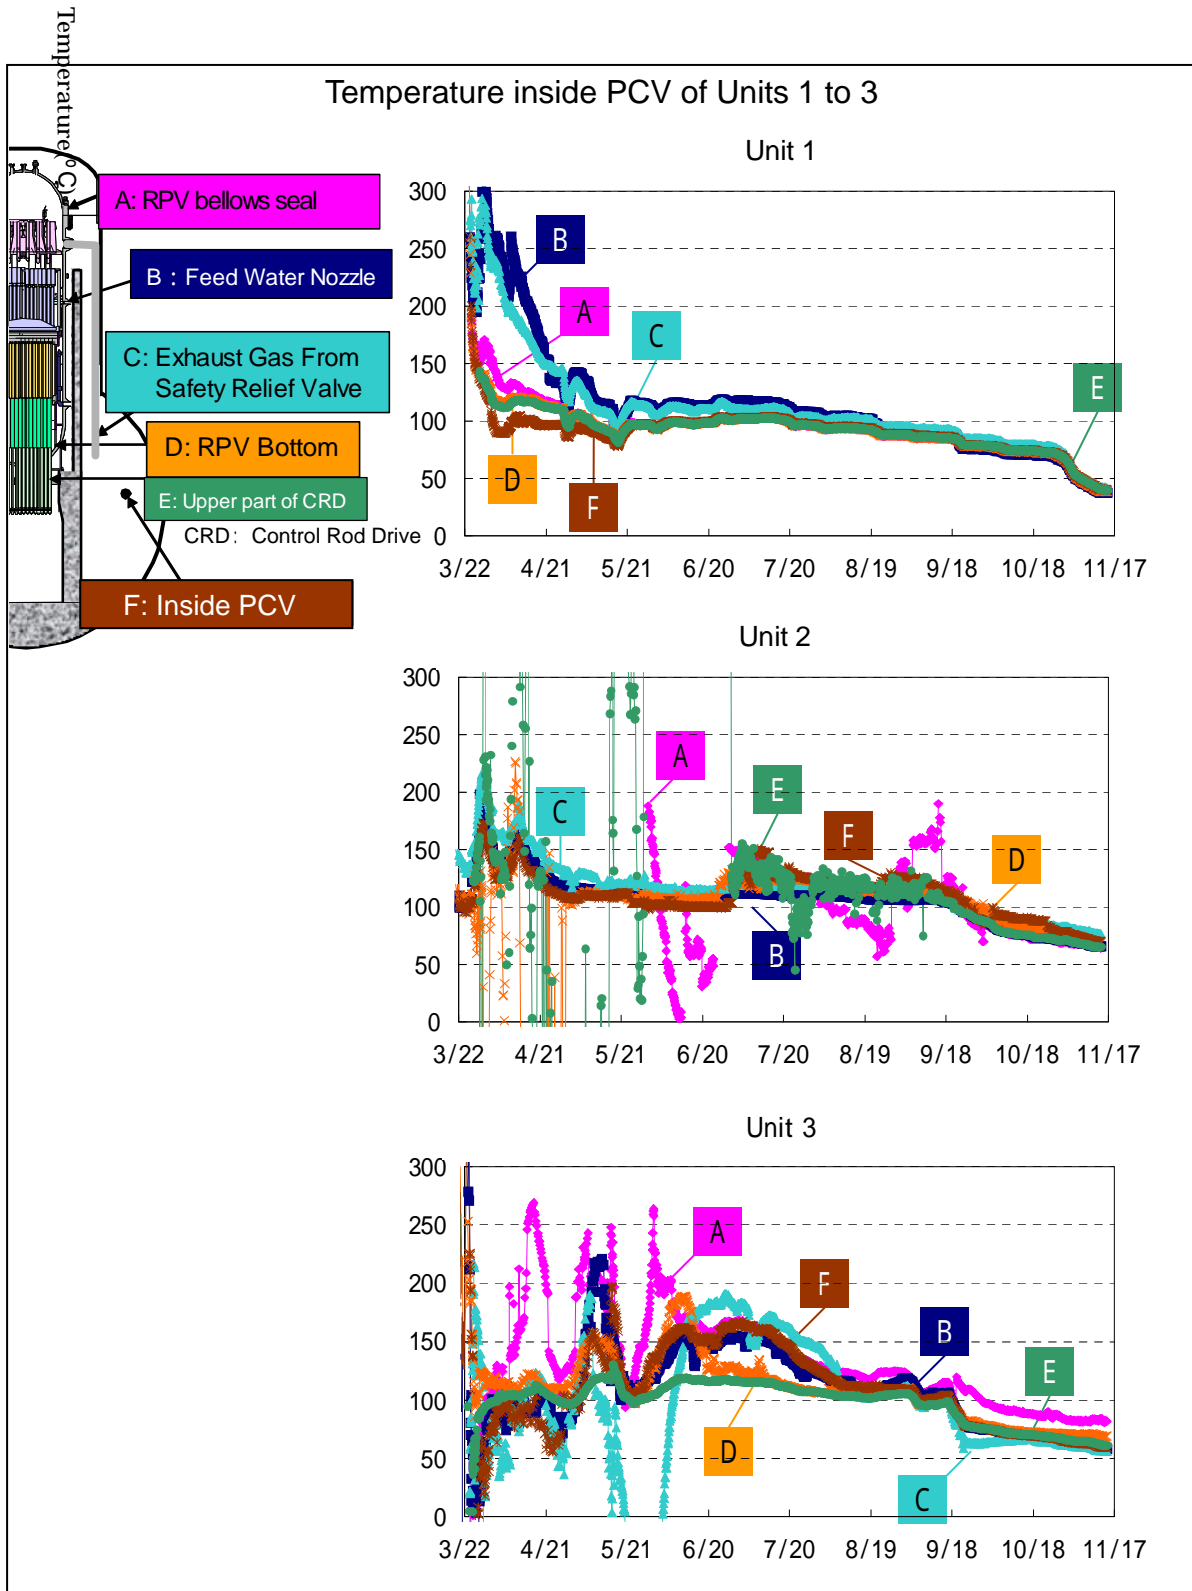 Temperature(℃)
Temperature inside PCV of Units 1 to 3
A: RPV bellows seal
B : Feed Water Nozzle
C: Exhaust Gas From
Safety Relief Valve
D: RPV Bottom
E: Upper part of CRD
CRD: Control Rod Drive
F: Inside PCV
Unit 1
300
250
200
150
100
50
0
B
A
C
E
D
F
3/22 4/21 5/21 6/20 7/20 8/19 9/18 10/18 11/17
Unit 2
300
250
200
150
100
50
0
A
C
E
F
D
B
3/22 4/21 5/21 6/20 7/20 8/19 9/18 10/18 11/17
Unit 3
300
250
200
150
100
50
0
A
F
B
E
D
C
3/22 4/21 5/21 6/20 7/20 8/19 9/18 10/18 11/17